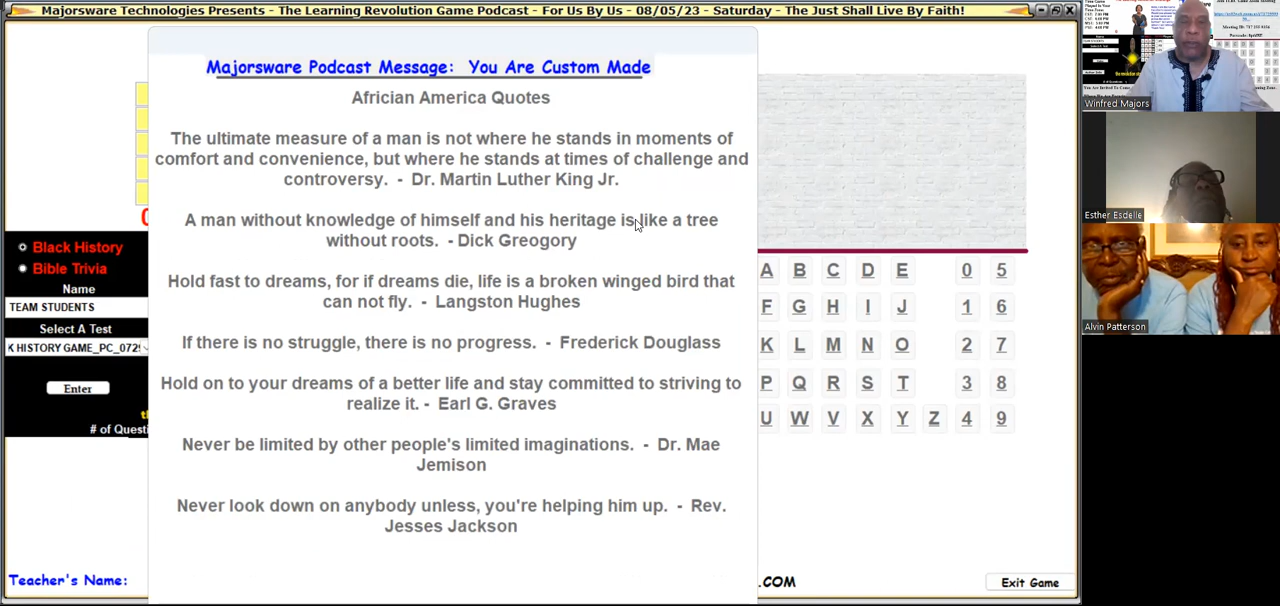 Majorsware Technologies Presents - The Learning Revolution Game Podcast - For Us By Us - 08/05/23 - Saturday - The Just Shall Live By Faith!
Majorsware Podcast Message: You Are Custom Made
Africian America Quotes
The ultimate measure of a man is not where he stands in moments of
comfort and convenience, but where he stands at times of challenge and
controversy. - Dr. Martin Luther King Jr.
A man without knowledge of himself and his heritage is like a tree
without roots. - Dick Greogory
Hold fast to dreams, for if dreams die, life is a broken winged bird that
can not fly. - Langston Hughes
If there is no struggle, there is no progress. - Frederick Douglass
Hold on to your dreams of a better life and stay committed to striving to
realize it. - Earl G. Graves
Never be limited by other people's limited imaginations. - Dr. Mae
Jemison
Never look down on anybody unless, you're helping him up. - Rev.
Jesses Jackson
Black History
Bible Trivia
Name
TEAM STUDENTS
Select A Test
K HISTORY GAME_PC_072
Enter
# of Questi
Teacher's Name:
A B C D E 0 5
F G H I J 1 6
K L M N O 2 7
P Q R S T 3 8
U W V X Y Z 4 9
.COM
Exit Game
Winfred Majors
Esther Esdelle
Alvin Patterson